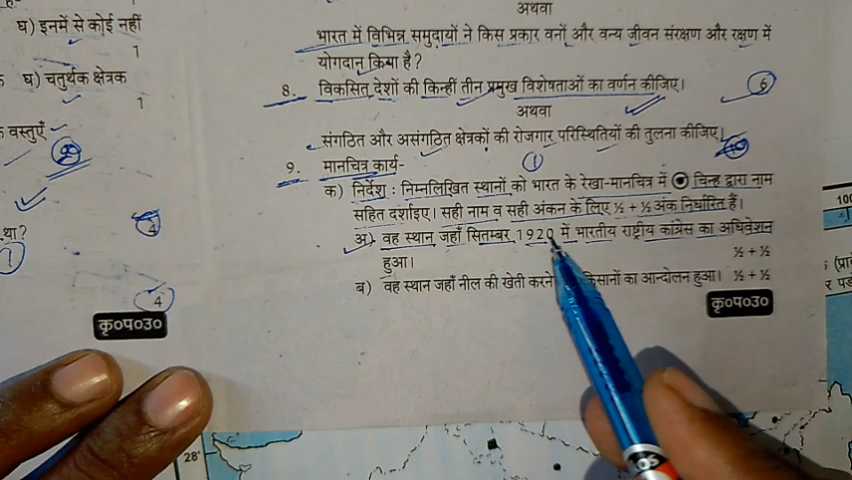 घ) इनमें से कोई नहीं
1
घ) चतुर्थक क्षेत्रक
1
वस्तुएँ
था?
4
4
कृ०प०उ०
अथवा
भारत में विभिन्न समुदायों ने किस प्रकार वनों और वन्य जीवन संरक्षण और रक्षण में
योगदान किया है?
8. विकसित देशों की किन्हीं तीन प्रमुख विशेषताओं का वर्णन कीजिए। 6
अथवा
संगठित और असंगठित क्षेत्रकों की रोजगार परिस्थितियों की तुलना कीजिए।
9. मानचित्र कार्य- 1
क) निर्देश : निम्नलिखित स्थानों को भारत के रेखा-मानचित्र में चिन्ह द्वारा नाम
सहित दर्शाइए। सही नाम व सही अंकन के लिए ½ + ½ अंक निर्धारित हैं।
अ) वह स्थान जहाँ सितम्बर 1920 में भारतीय राष्ट्रीय कांग्रेस का अधिवेशन
हुआ। ½ + ½
ब) वह स्थान जहाँ नील की खेती करने किसानों का आन्दोलन हुआ। ½ + ½
कृ०प०उ०
28°
100